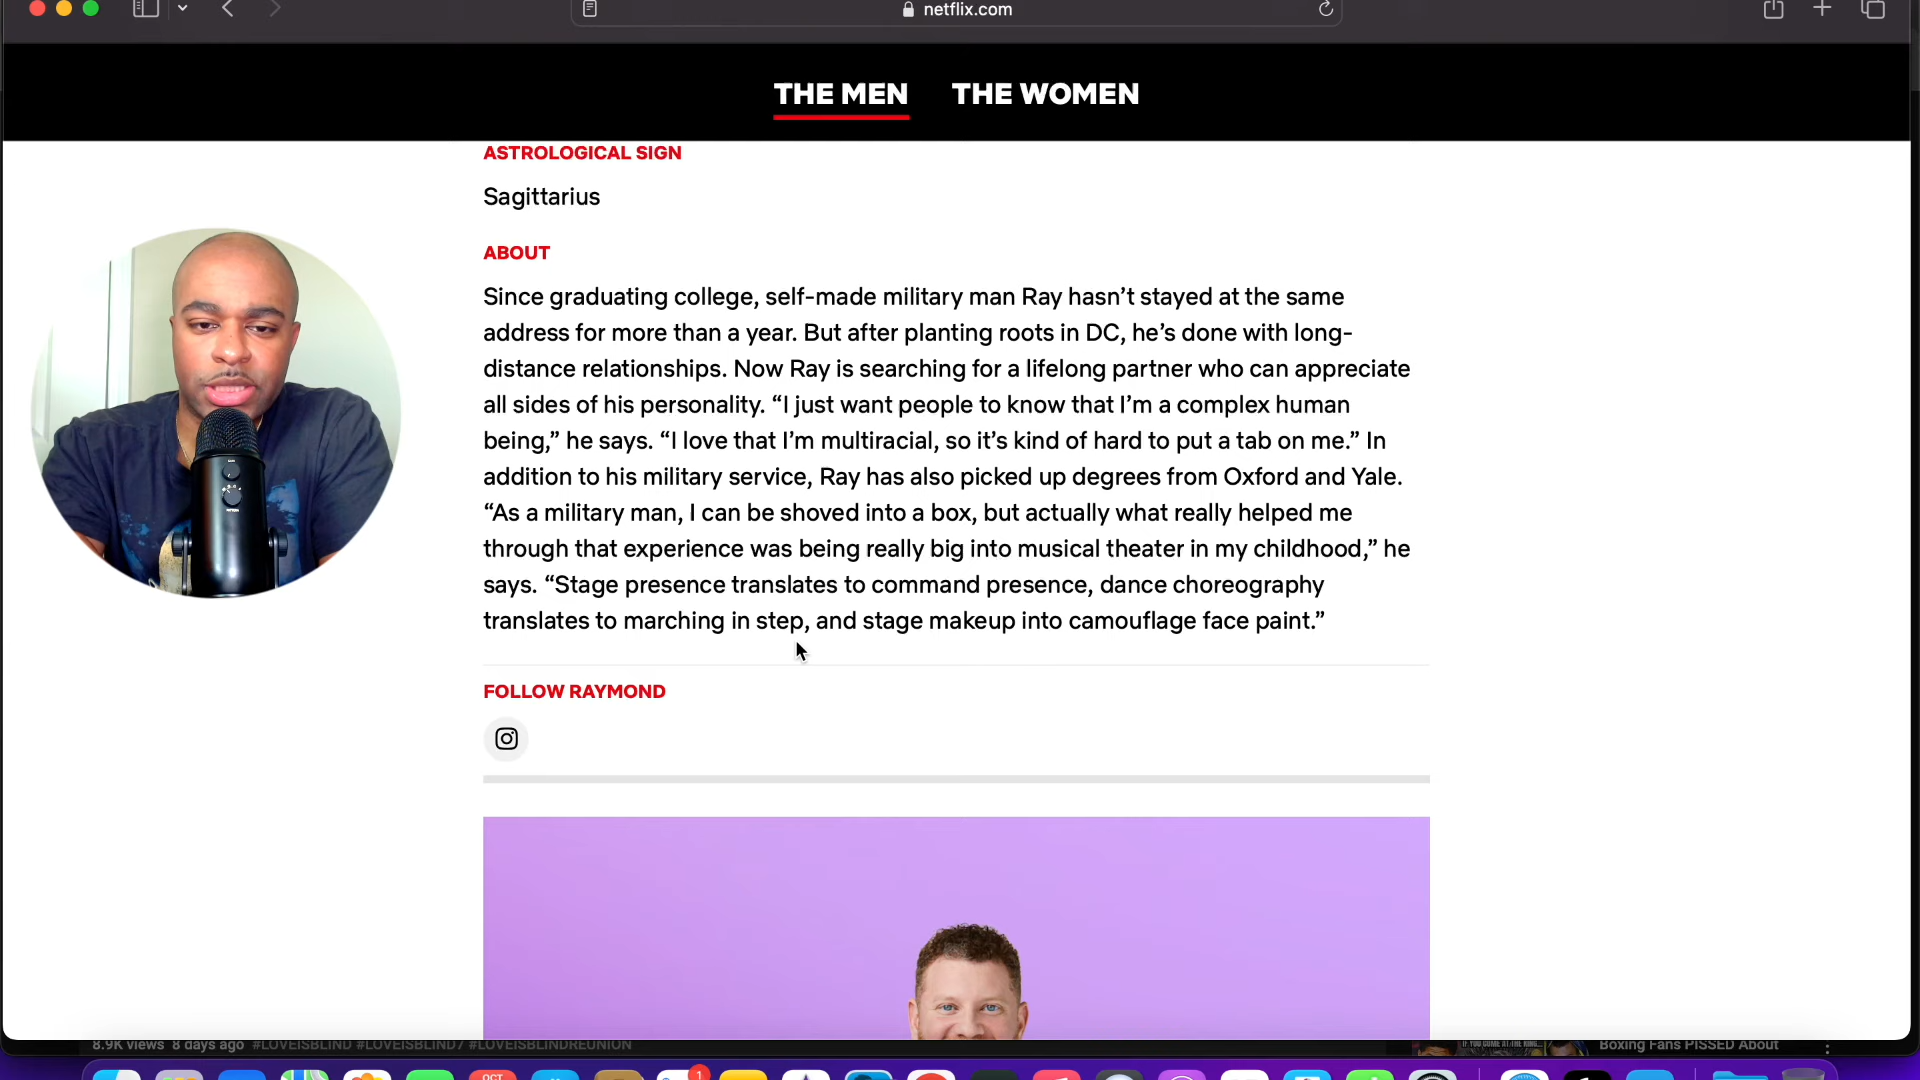 netflix.com
THE MEN THE WOMEN
ASTROLOGICAL SIGN
Sagittarius
ABOUT
Since graduating college, self-made military man Ray hasn’t stayed at the same
address for more than a year. But after planting roots in DC, he’s done with long-
distance relationships. Now Ray is searching for a lifelong partner who can appreciate
all sides of his personality. “I just want people to know that I’m a complex human
being,” he says. “I love that I’m multiracial, so it’s kind of hard to put a tab on me.” In
addition to his military service, Ray has also picked up degrees from Oxford and Yale.
“As a military man, I can be shoved into a box, but actually what really helped me
through that experience was being really big into musical theater in my childhood,” he
says. “Stage presence translates to command presence, dance choreography
translates to marching in step, and stage makeup into camouflage face paint.”
FOLLOW RAYMOND
8.9K views 8 days ago #LOVEISBLIND #LOVEISBLIND7 #LOVEISBLINDREUNION
Boxing Fans PISSED About
OCT
1